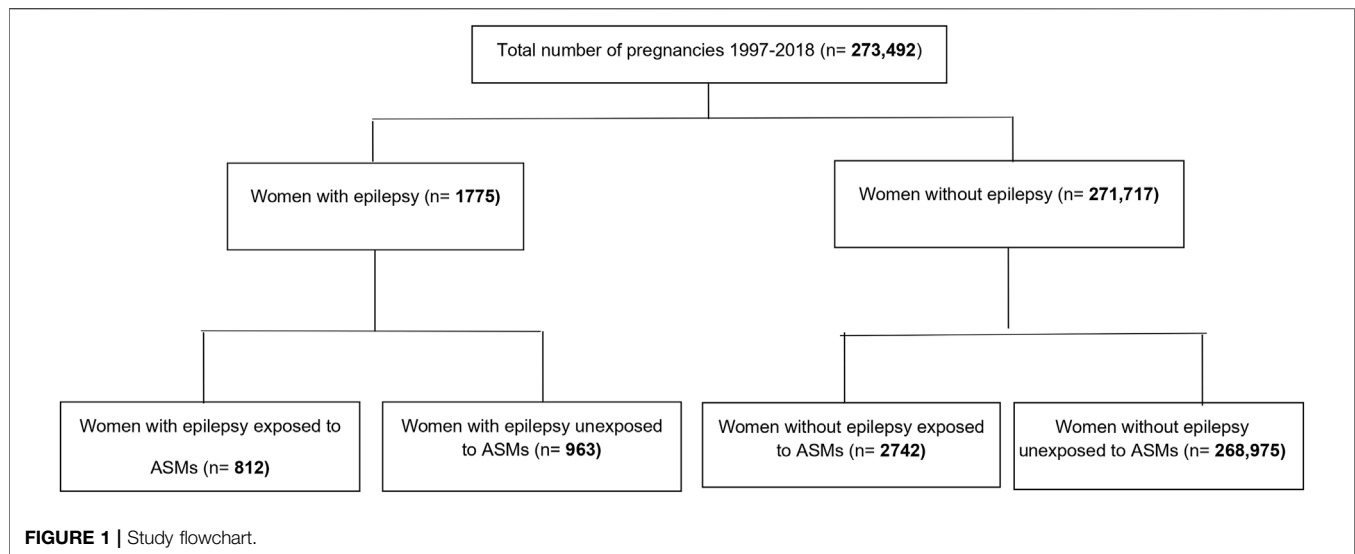 Total number of pregnancies 1997-2018 (n= 273,492)
Women with epilepsy (n= 1775)
Women without epilepsy (n= 271,717)
Women with epilepsy exposed to
ASMs (n= 812)
Women with epilepsy unexposed
to ASMs (n= 963)
Women without epilepsy exposed
to ASMs (n= 2742)
Women without epilepsy
unexposed to ASMs (n= 268,975)
FIGURE 1 | Study flowchart.